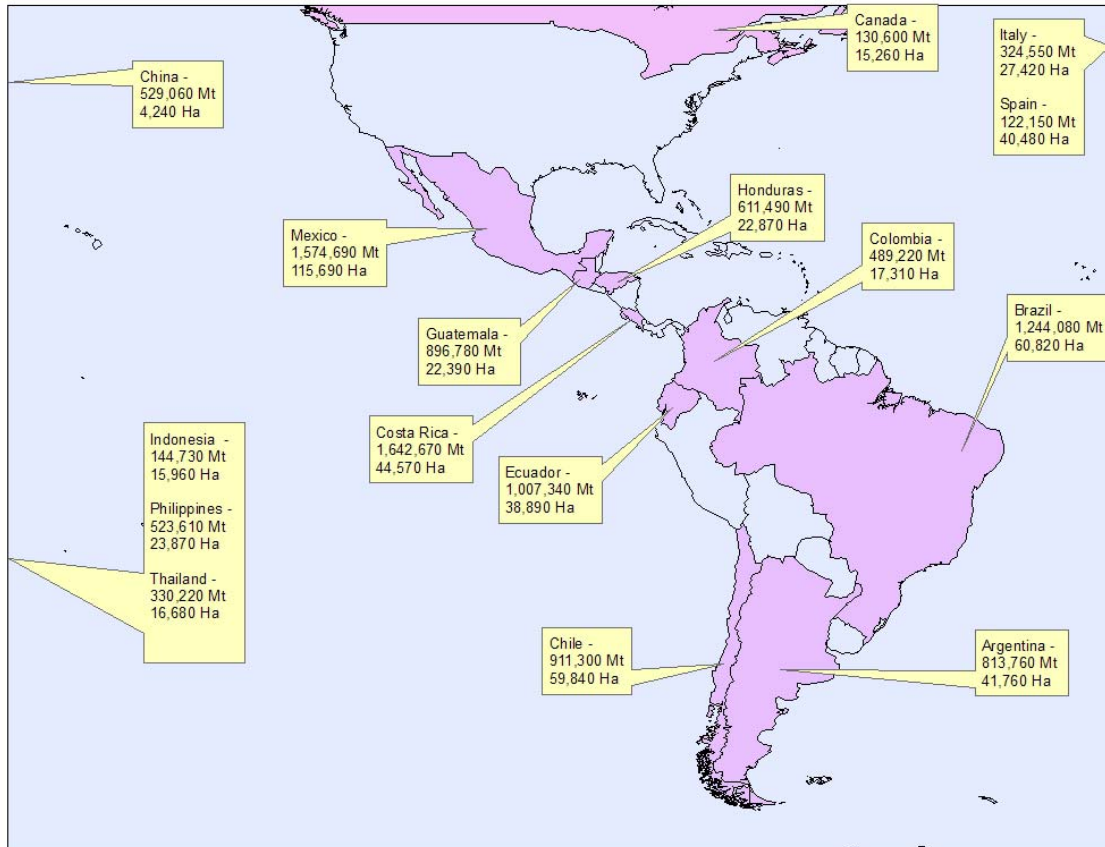 Canada -
130,600 Mt
15,260 Ha
Italy -
324,550 Mt
27,420 Ha
Spain -
122,150 Mt
40,480 Ha
China -
529,060 Mt
4,240 Ha
Honduras -
611,490 Mt
22,870 Ha
Mexico -
1,574,690 Mt
115,690 Ha
Colombia -
489,220 Mt
17,310 Ha
Brazil -
1,244,080 Mt
60,820 Ha
Guatemala -
896,780 Mt
22,390 Ha
Costa Rica -
1,642,670 Mt
44,570 Ha
Ecuador -
1,007,340 Mt
38,890 Ha
Indonesia -
144,730 Mt
15,960 Ha
Philippines -
523,610 Mt
23,870 Ha
Thailand -
330,220 Mt
16,680 Ha
Chile -
911,300 Mt
59,840 Ha
Argentina -
813,760 Mt
41,760 Ha